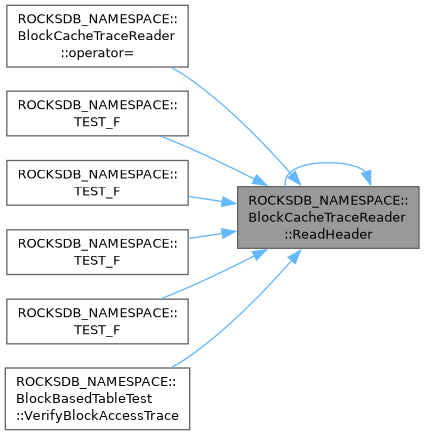 ROCKSDB_NAMESPACE::
BlockCacheTraceReader
::operator=
ROCKSDB_NAMESPACE::
TEST_F
ROCKSDB_NAMESPACE::
TEST_F
ROCKSDB_NAMESPACE::
TEST_F
ROCKSDB_NAMESPACE::
TEST_F
ROCKSDB_NAMESPACE::
BlockBasedTableTest
::VerifyBlockAccessTrace
ROCKSDB_NAMESPACE::
BlockCacheTraceReader
::ReadHeader